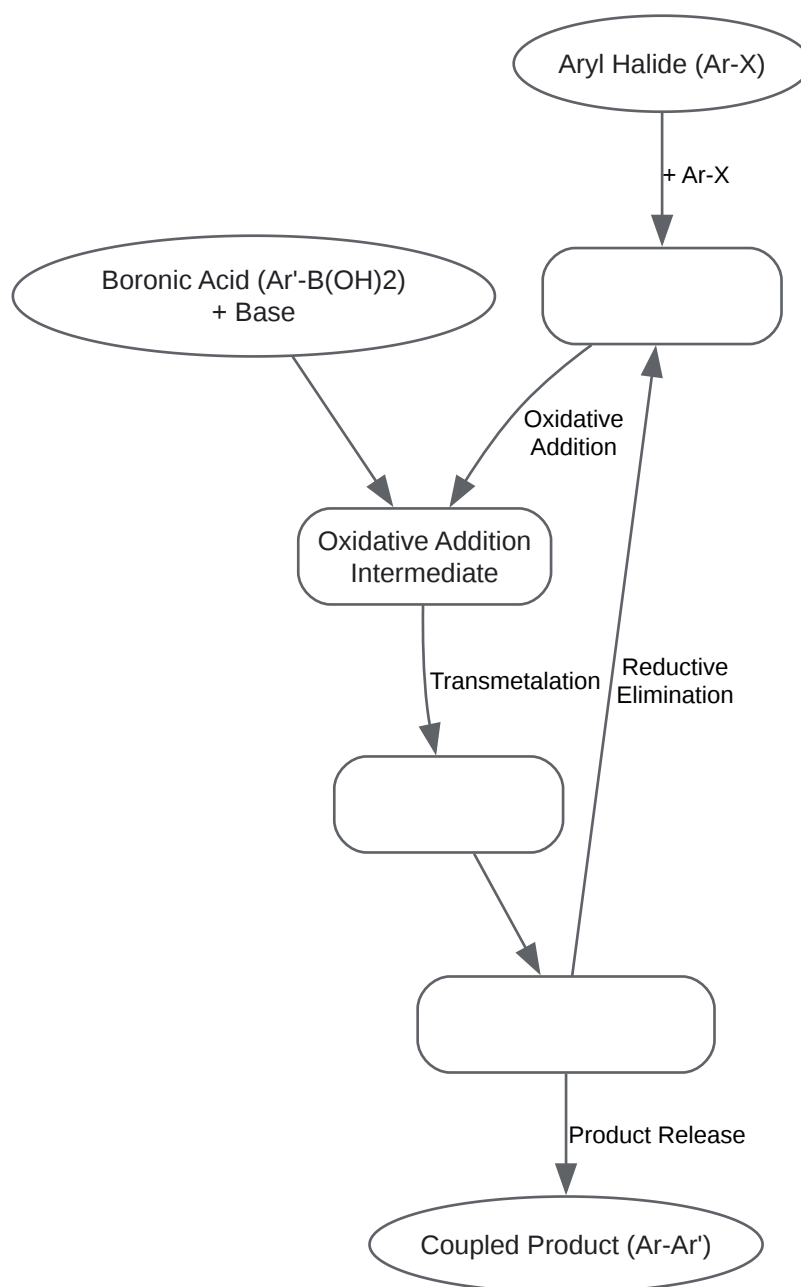 Aryl Halide (Ar-X)
+ Ar-X
Boronic Acid (Ar'-B(OH)2)
+ Base
Oxidative
Addition
Oxidative Addition
Intermediate
Transmetalation
Reductive
Elimination
Product Release
Coupled Product (Ar-Ar')